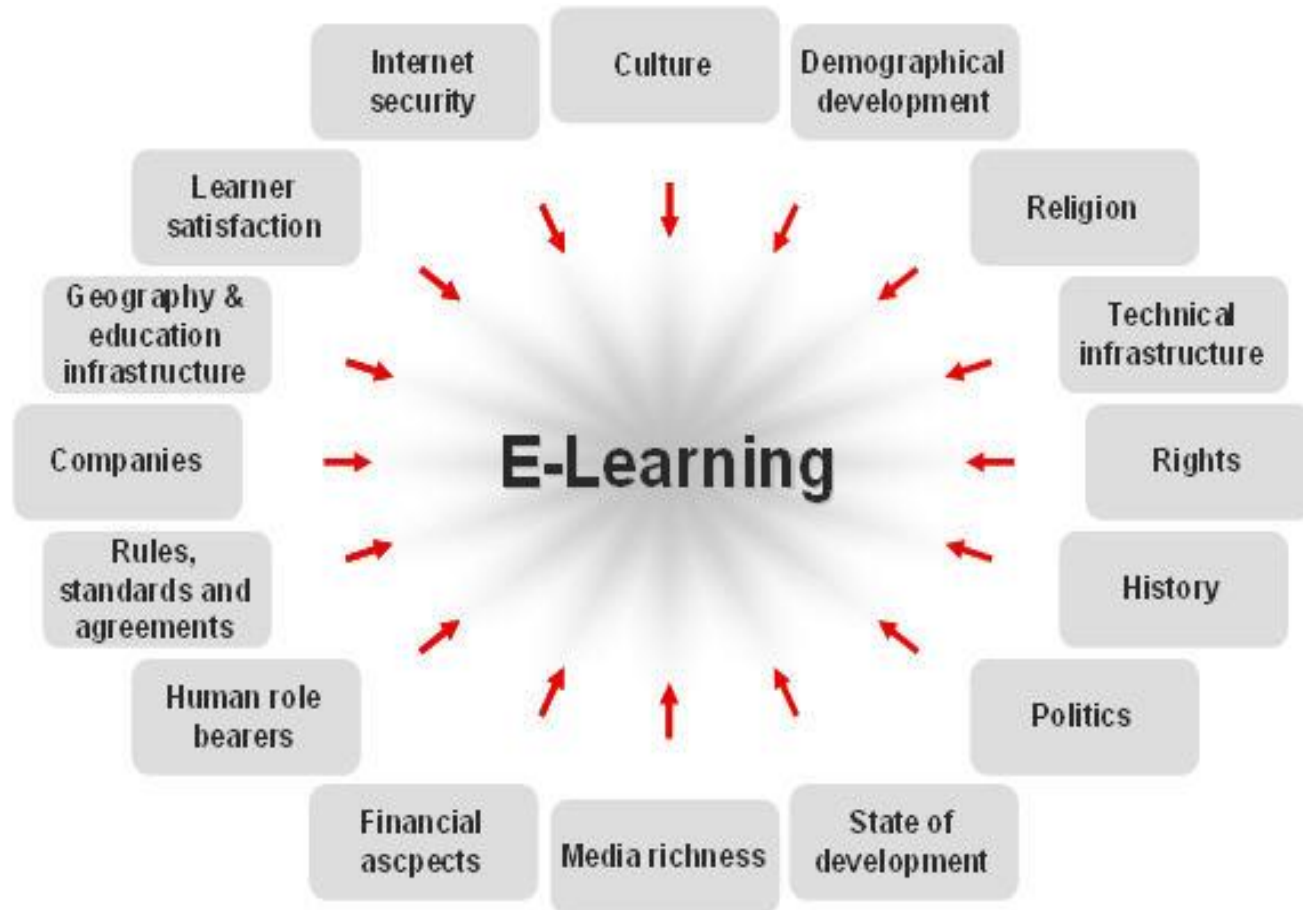 Internet
security
Culture
Demographical
development
Learner
satisfaction
Religion
Geography &
education
infrastructure
Technical
infrastructure
Companies
E-Learning
Rights
Rules,
standards and
agreements
History
Human role
bearers
Politics
Financial
ascpects
Media richness
State of
development